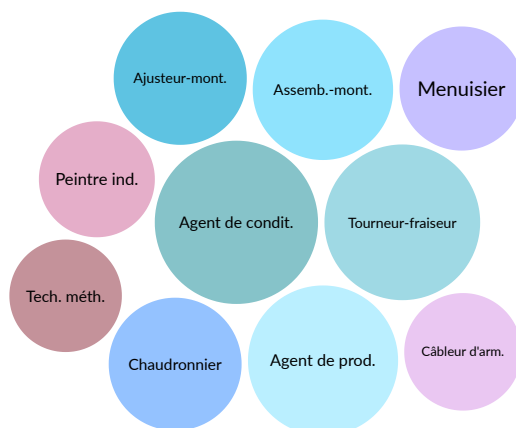 Ajusteur-mont.
Assemb.-mont.
Menuisier
Peintre ind.
Agent de condit.
Tourneur-fraiseur
Tech. méth.
Chaudronnier
Agent de prod.
Câbleur d'arm.